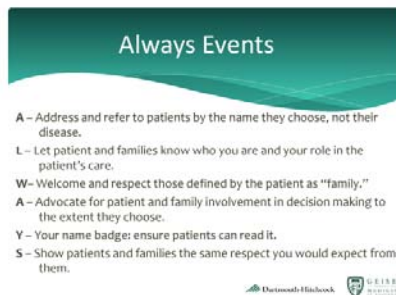 Always Events
A – Address and refer to patients by the name they choose, not their
disease.
L – Let patient and families know who you are and your role in the
patient's care.
W– Welcome and respect those defined by the patient as “family.”
A – Advocate for patient and family involvement in decision making to
the extent they choose.
Y – Your name badge: ensure patients can read it.
S – Show patients and families the same respect you would expect from
them.
Dartmouth-Hitchcock